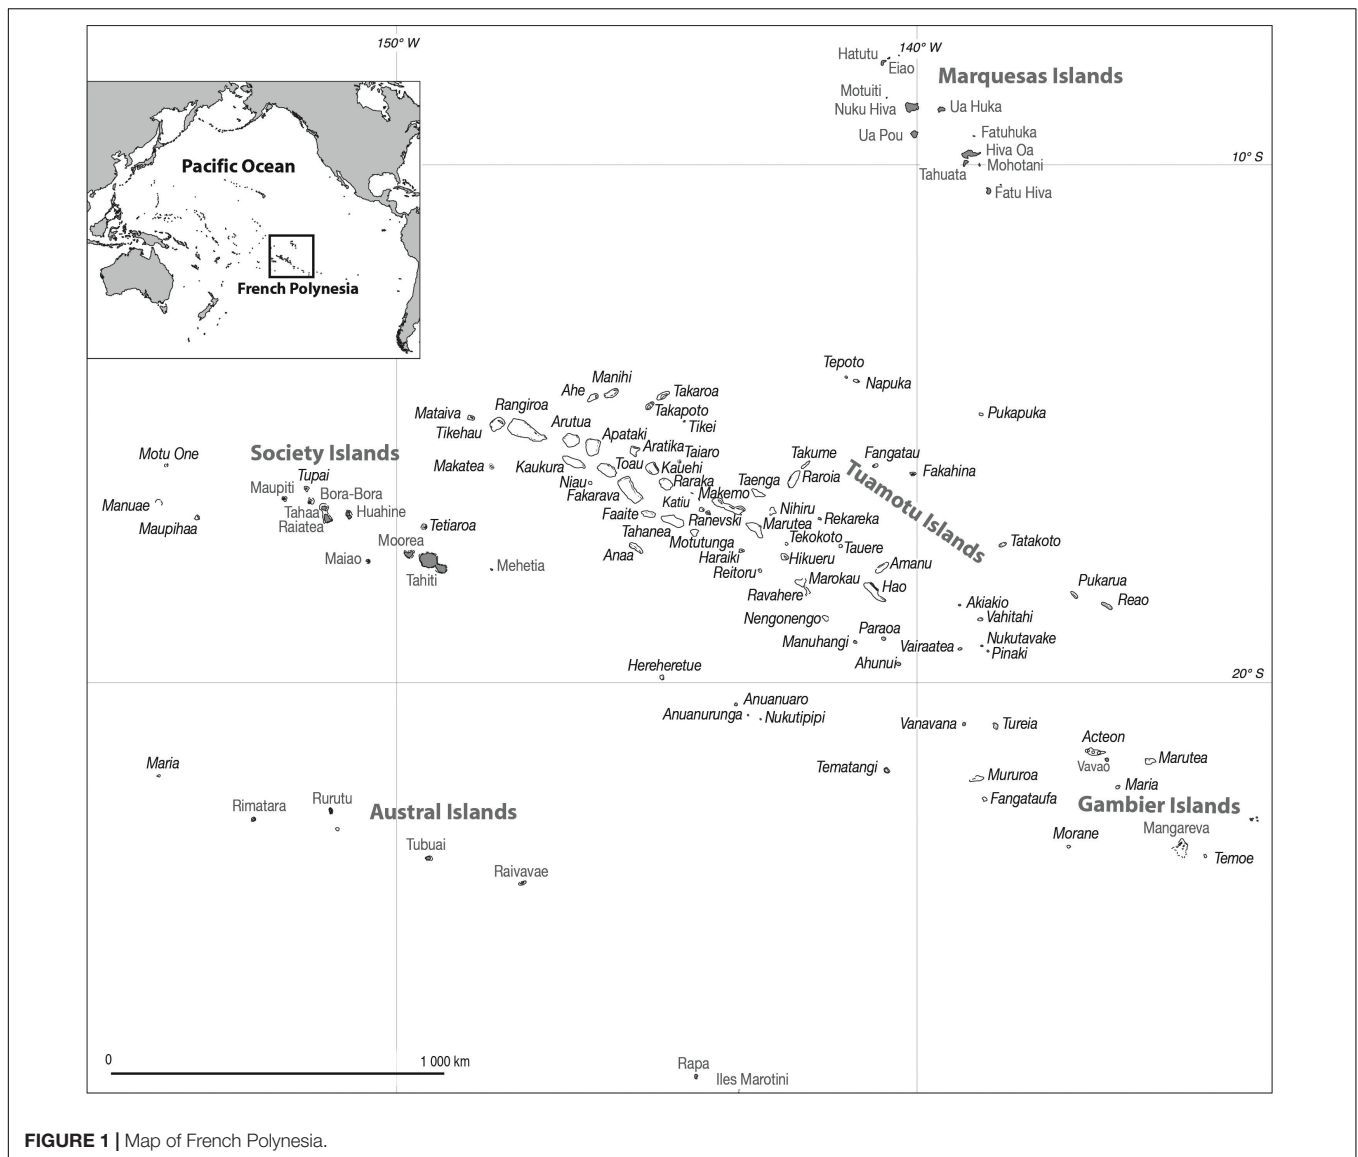 150° W
140° W
Hatutu
Eiao
Marquesas Islands
Motuiti
Nuku Hiva
Ua Huka
Ua Pou
Fatuhuka
Hiva Oa
Mohotani
Tahuata
Fatu Hiva
10° S
Pacific Ocean
French Polynesia
Tepoto
Napuka
Manihi
Ahe
Takaroa
Rangiroa
Mataiva
Takapoto
Pukapuka
Tikehau
Arutua
Tikei
Apataki
Motu One
Society Islands
Aratika
Taiaro
Takume
Fangatau
Makatea
Kaukura
Toau
Kauehi
Fakahina
Tupai
Niau
Raraka
Taenga
Raroia
Tuamotu Islands
Maupiti
Bora-Bora
Fakarava
Katiu
Makemo
Manuae
Tahaa
Huahine
Faaite
Nihiru
Maupihaa
Raiatea
Tetiaroa
Ranevski
Marutea
Rekareka
Tahanea
Moorea
Motutunga
Tekokoto
Tatakoto
Anaa
Tauere
Maiao
Haraiki
Hikueru
Mehetia
Amanu
Tahiti
Reitoru
Marokau
Hao
Pukarua
Ravahere
Reao
Akiakio
Nengonengo
Vahitahi
Paraoa
Manuhangi
Nukutavake
Vairaatea
Pinaki
Hereheretue
Ahunui
20° S
Anuanuaro
Anuanurunga
Nukutipipi
Vanavana
Tureia
Acteon
Maria
Marutea
Tematangi
Vavao
Mururoa
Maria
Rimatara
Rurutu
Fangataufa
Gambier Islands
Austral Islands
Morane
Mangareva
Tubuai
Temoe
Raivavae
0
1 000 km
Rapa
Iles Marotini
FIGURE 1 | Map of French Polynesia.